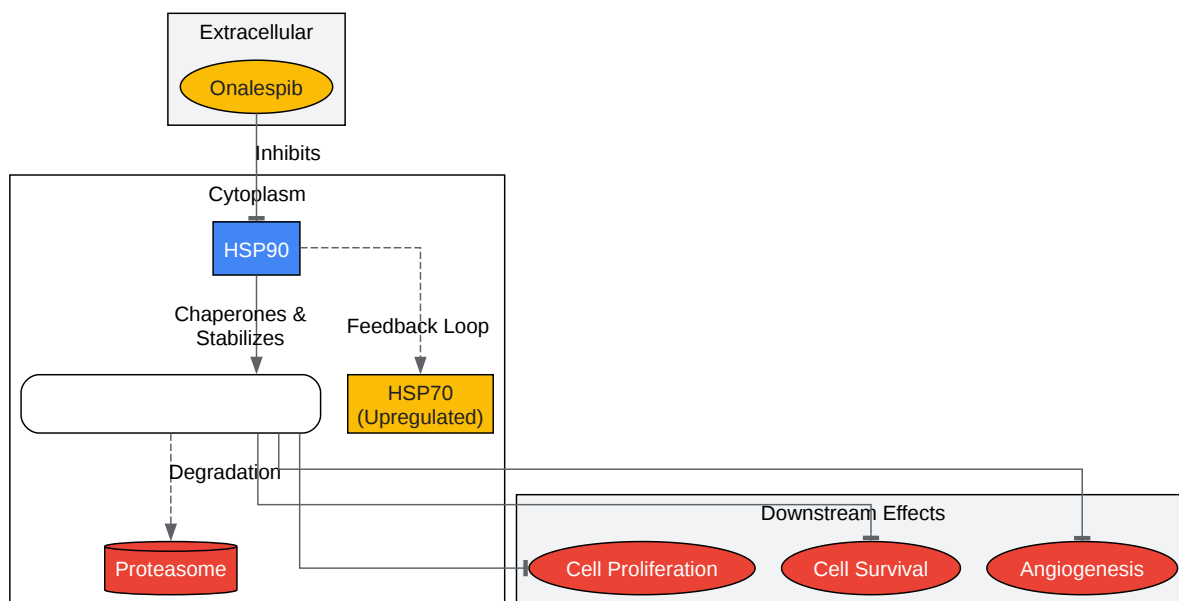 Extracellular
Onalespib
Inhibits
Cytoplasm
HSP90
Chaperones &
Stabilizes
Feedback Loop
HSP70
(Upregulated)
Degradation
Downstream Effects
Proteasome
Cell Proliferation
Cell Survival
Angiogenesis